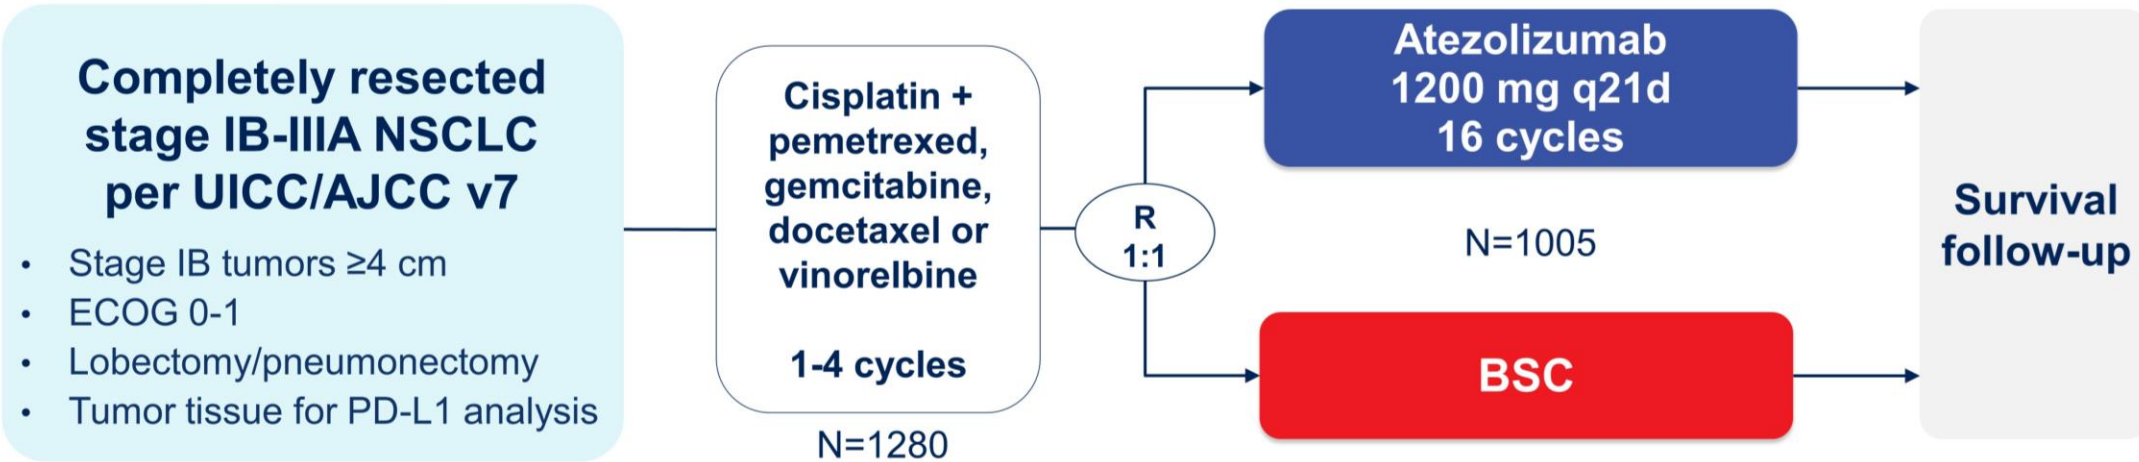 Completely resected
stage IB-IIIA NSCLC
per UICC/AJCC v7
• Stage IB tumors ≥4 cm
• ECOG 0-1
• Lobectomy/pneumonectomy
• Tumor tissue for PD-L1 analysis
Cisplatin +
pemetrexed,
gemcitabine,
docetaxel or
vinorelbine
1-4 cycles
N=1280
R
1:1
Atezolizumab
1200 mg q21d
16 cycles
N=1005
BSC
Survival
follow-up